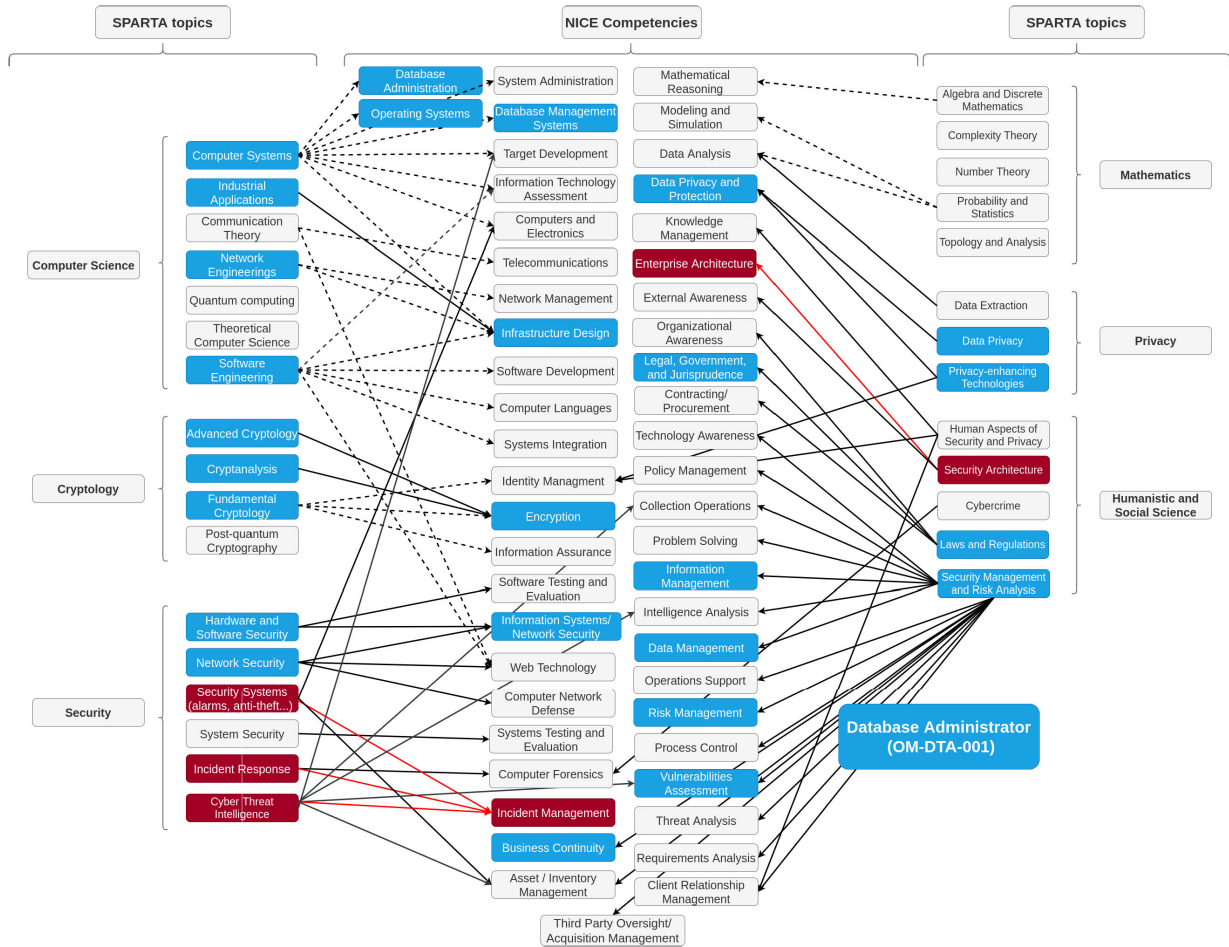 SPARTA topics
NICE Competencies
SPARTA topics
Computer Science
Cryptology
Security
Computer Systems
Industrial
Applications
Communication
Theory
Network
Engineerings
Quantum computing
Theoretical
Computer Science
Software
Engineering
Advanced Cryptology
Cryptanalysis
Fundamental
Cryptology
Post-quantum
Cryptography
Hardware and
Software Security
Network Security
Security Systems
(alarms, anti-theft...)
System Security
Incident Response
Cyber Threat
Intelligence
Database
Administration
Operating Systems
System Administration
Database Management
Systems
Target Development
Information Technology
Assessment
Computers and
Electronics
Telecommunications
Network Management
Infrastructure Design
Software Development
Computer Languages
Systems Integration
Identity Managment
Encryption
Information Assurance
Software Testing and
Evaluation
Information Systems/
Network Security
Web Technology
Computer Network
Defense
Systems Testing and
Evaluation
Computer Forensics
Incident Management
Business Continuity
Asset / Inventory
Management
Third Party Oversight/
Acquisition Management
Mathematical
Reasoning
Modeling and
Simulation
Data Analysis
Data Privacy and
Protection
Knowledge
Management
Enterprise Architecture
External Awareness
Organizational
Awareness
Legal, Government,
and Jurisprudence
Contracting/
Procurement
Technology Awareness
Policy Management
Collection Operations
Problem Solving
Information
Management
Intelligence Analysis
Data Management
Operations Support
Risk Management
Process Control
Vulnerabilities
Assessment
Threat Analysis
Requirements Analysis
Client Relationship
Management
Algebra and Discrete
Mathematics
Complexity Theory
Number Theory
Probability and
Statistics
Topology and Analysis
Data Extraction
Data Privacy
Privacy-enhancing
Technologies
Human Aspects of
Security and Privacy
Security Architecture
Cybercrime
Laws and Regulations
Security Management
and Risk Analysis
Mathematics
Privacy
Humanistic and
Social Science
Database Administrator
(OM-DTA-001)